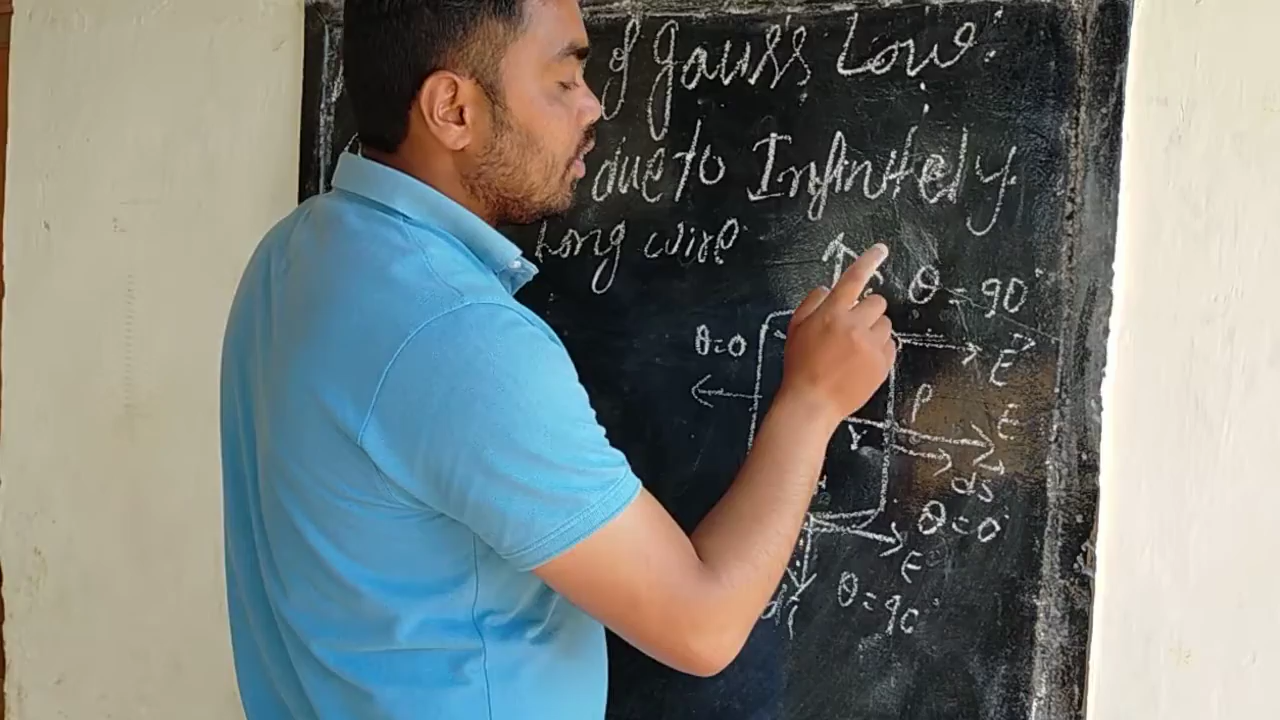 of Gauss Law:
due to Infinitely
Long wire
θ = 90°
θ=0
E
P
E
r
ds
θ=0°
E
θ=90°